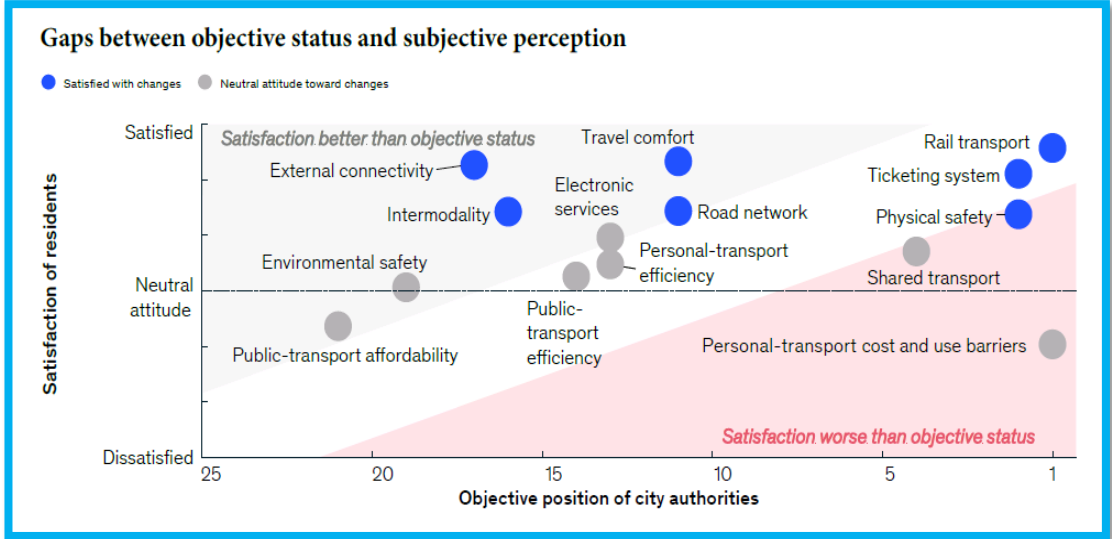 Gaps between objective status and subjective perception
Satisfied with changes
Neutral attitude toward changes
Satisfaction of residents
Satisfied
Neutral
attitude
Dissatisfied
Satisfaction better than objective status
External connectivity
Intermodality
Environmental safety
Public-transport affordability
Travel comfort
Electronic
services
Road network
Personal-transport
efficiency
Public-
transport
efficiency
Rail transport
Ticketing system
Physical safety
Shared transport
Personal-transport cost and use barriers
Satisfaction worse than objective status
25
20
15
10
5
1
Objective position of city authorities